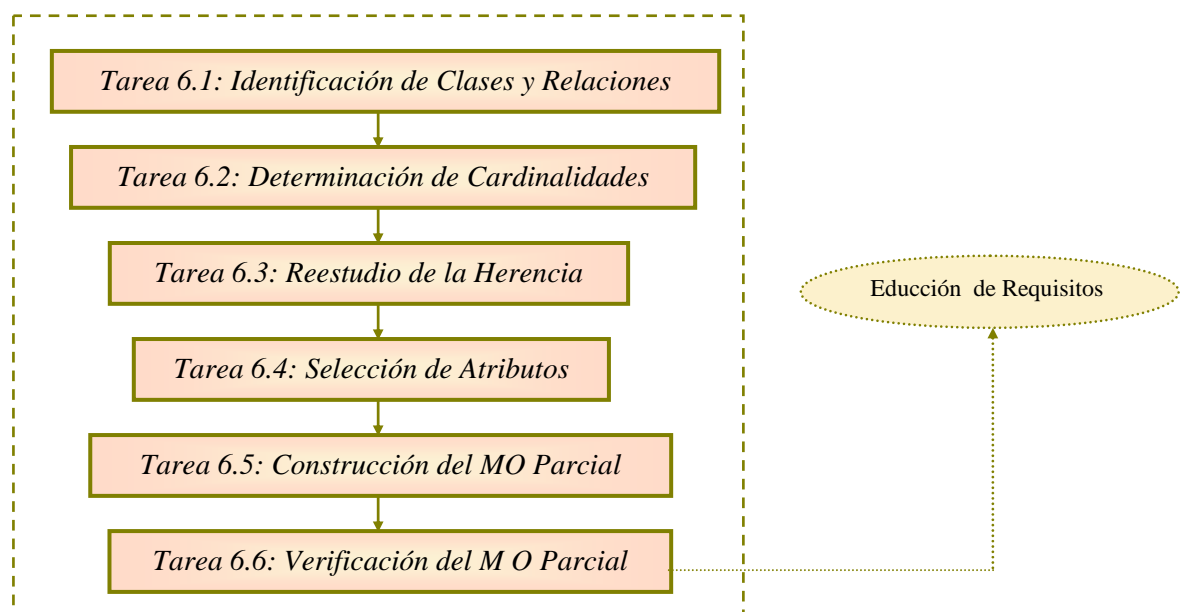 Tarea 6.1: Identificación de Clases y Relaciones
Tarea 6.2: Determinación de Cardinalidades
Tarea 6.3: Reestudio de la Herencia
Educción de Requisitos
Tarea 6.4: Selección de Atributos
Tarea 6.5: Construcción del MO Parcial
Tarea 6.6: Verificación del M O Parcial